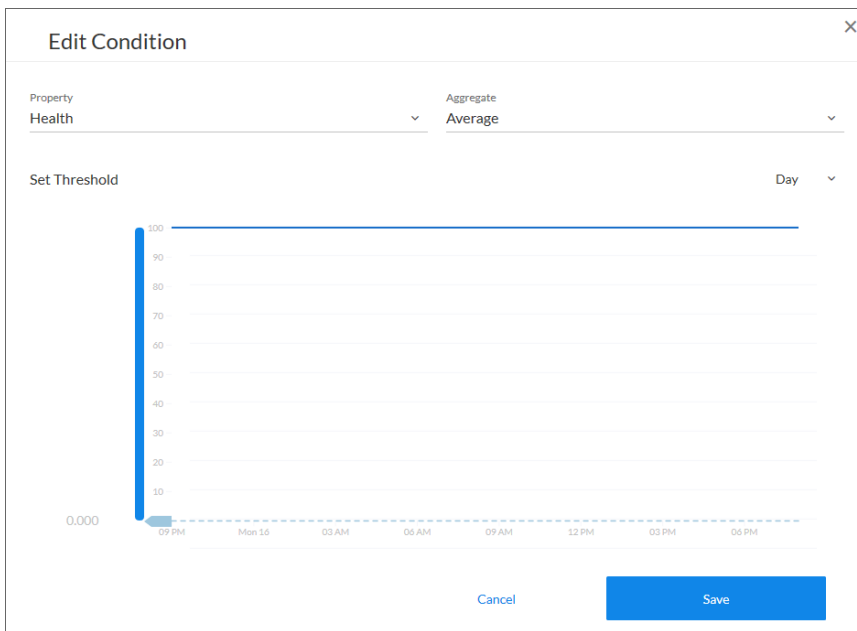 Edit Condition
Property
Aggregate
Health
Average
Set Threshold
Day
100
90
80
70
60
50
40
30
20
10
0.000
09 PM
Mon 16
03 AM
06 AM
09 AM
12 PM
03 PM
06 PM
Cancel
Save